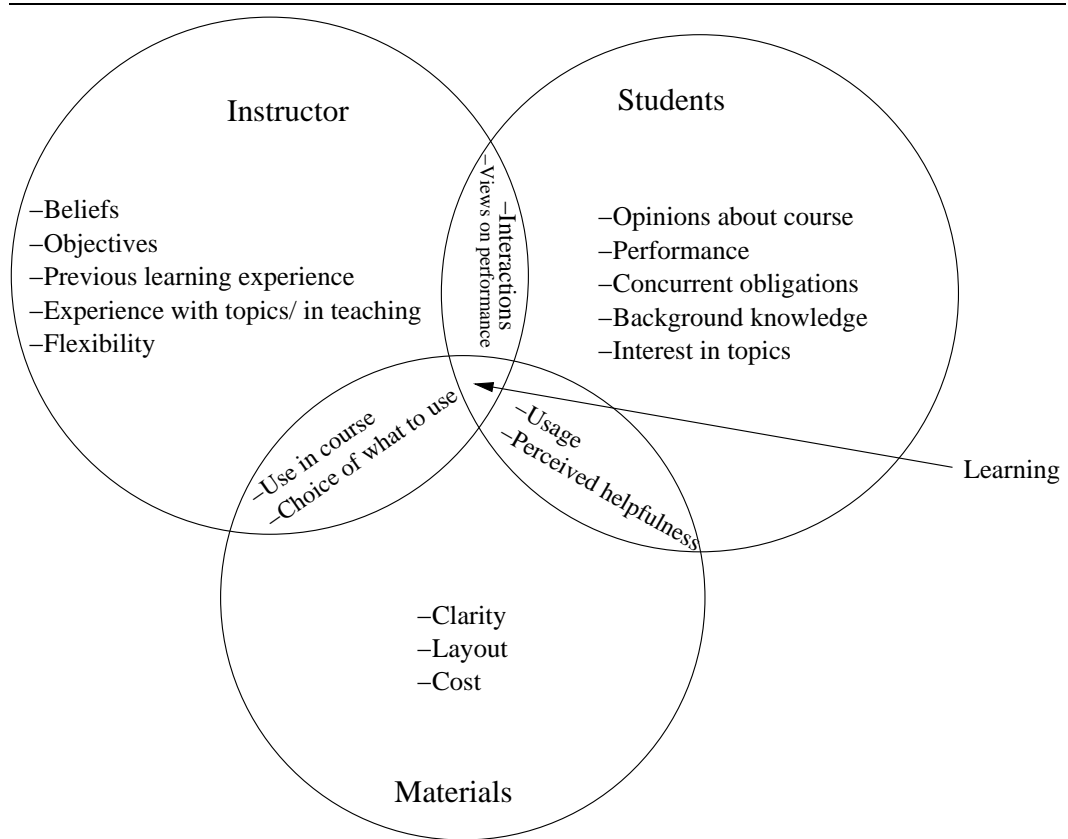 Instructor
Students
–Beliefs
–Objectives
–Previous learning experience
–Experience with topics/ in teaching
–Flexibility
–Interactions
–Views on performance
–Opinions about course
–Performance
–Concurrent obligations
–Background knowledge
–Interest in topics
–Use in course
–Choice of what to use
–Usage
–Perceived helpfulness
Learning
–Clarity
–Layout
–Cost
Materials